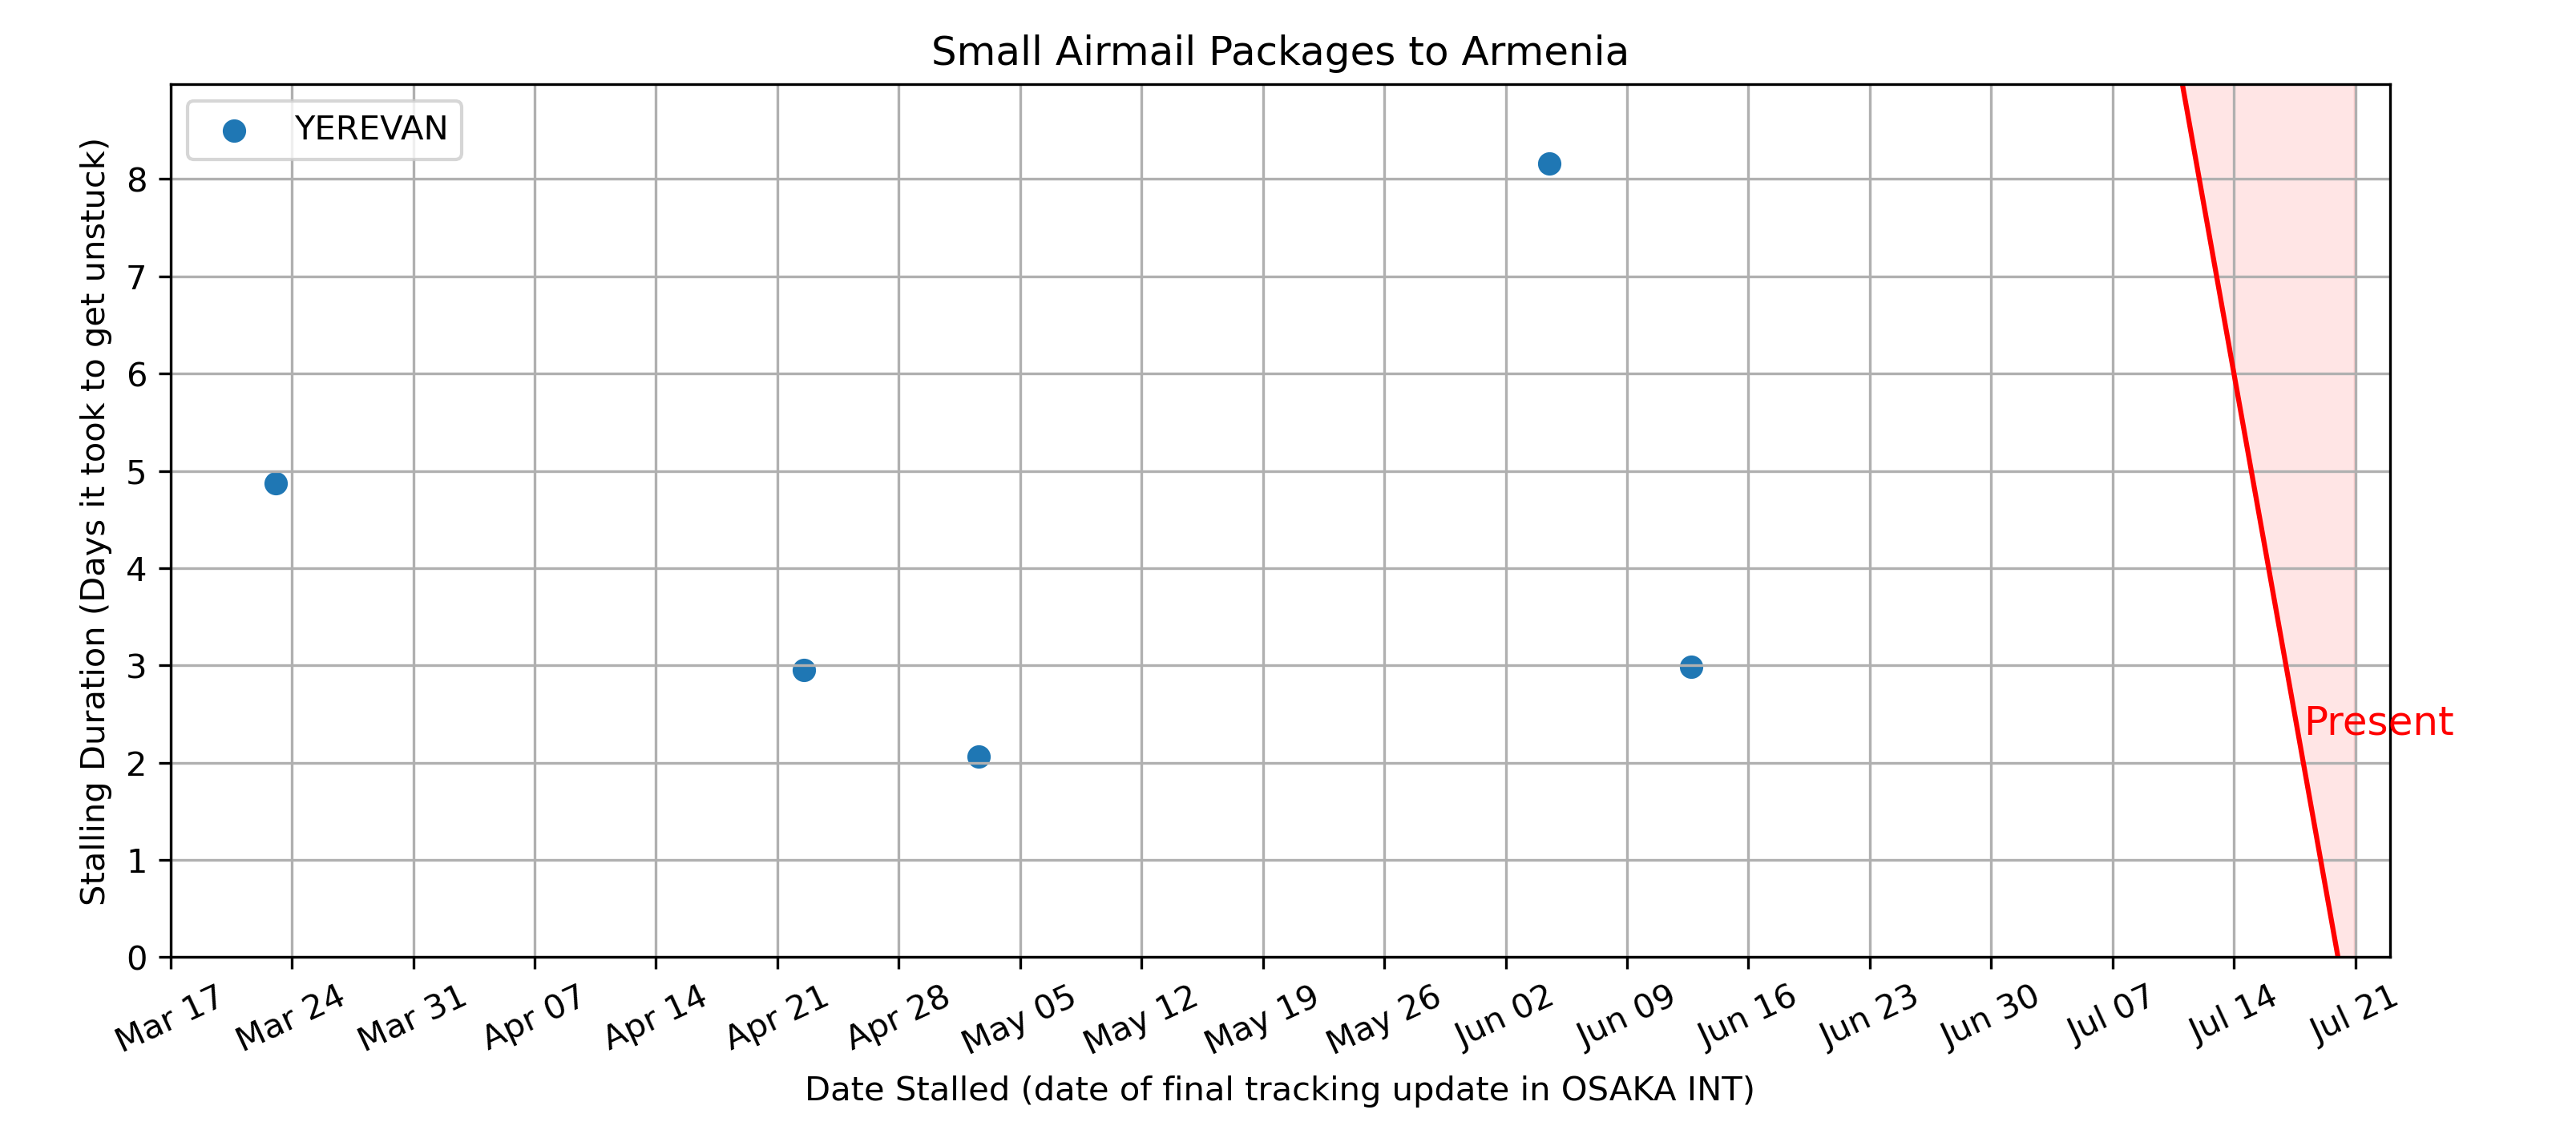 Small Airmail Packages to Armenia
YEREVAN
Stalling Duration (Days it took to get unstuck)
8
7
6
5
4
3
2
1
0
Present
Mar 17
Mar 24
Mar 31
Apr 07
Apr 14
Apr 21
Apr 28
May 05
May 12
May 19
May 26
Jun 02
Jun 09
Jun 16
Jun 23
Jun 30
Jul 07
Jul 14
Jul 21
Date Stalled (date of final tracking update in OSAKA INT)